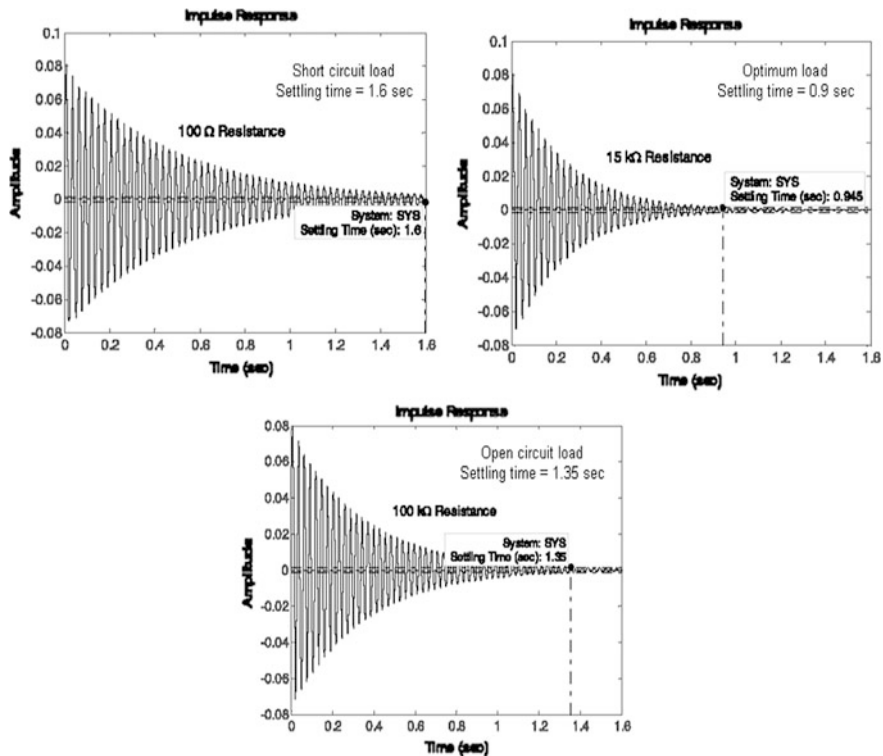 Impulse Response
0.1
0.08
0.06
0.04
0.02
0
-0.02
-0.04
-0.06
-0.08
Amplitude
Short circuit load
Settling time = 1.6 sec
100 Ω Resistance
System: SYS
Settling Time (sec): 1.6
0 0.2 0.4 0.6 0.8 1 1.2 1.4 1.6
Time (sec)
Impulse Response
0.1
0.08
0.06
0.04
0.02
0
-0.02
-0.04
-0.06
-0.08
Amplitude
Optimum load
Settling time = 0.9 sec
15 kΩ Resistance
System: SYS
Settling Time (sec): 0.945
0 0.2 0.4 0.6 0.8 1 1.2 1.4 1.6
Time (sec)
Impulse Response
0.08
0.06
0.04
0.02
0
-0.02
-0.04
-0.06
-0.08
Amplitude
Open circuit load
Settling time = 1.35 sec
100 kΩ Resistance
System: SYS
Settling Time (sec): 1.35
0 0.2 0.4 0.6 0.8 1 1.2 1.4 1.6
Time (sec)